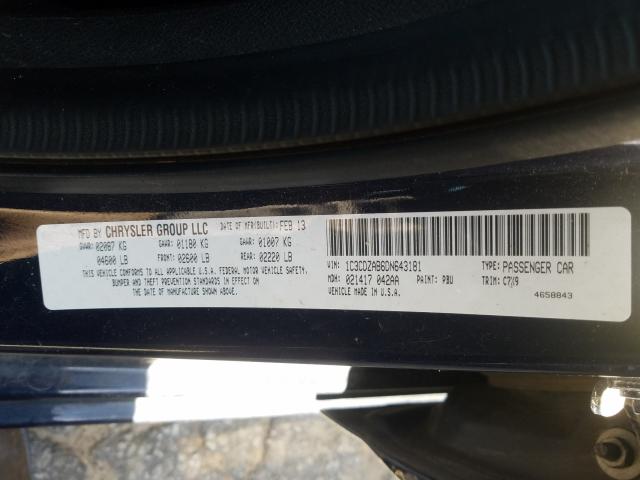 MFD BY CHRYSLER GROUP LLC DATE OF MFR(BUILT): FEB 13
GVWR: 02087 KG GAWR: 01180 KG GAWR: 01007 KG
04600 LB FRONT: 02600 LB REAR: 02220 LB
THIS VEHICLE CONFORMS TO ALL APPLICABLE U.S.A. FEDERAL MOTOR VEHICLE SAFETY,
BUMPER AND THEFT PREVENTION STANDARDS IN EFFECT ON
THE DATE OF MANUFACTURE SHOWN ABOVE.
VIN: 1C3CDZAB6DN643181 TYPE: PASSENGER CAR
MDH: 021417 042AA PAINT: PBU TRIM: C7X9
VEHICLE MADE IN U.S.A. 4658843